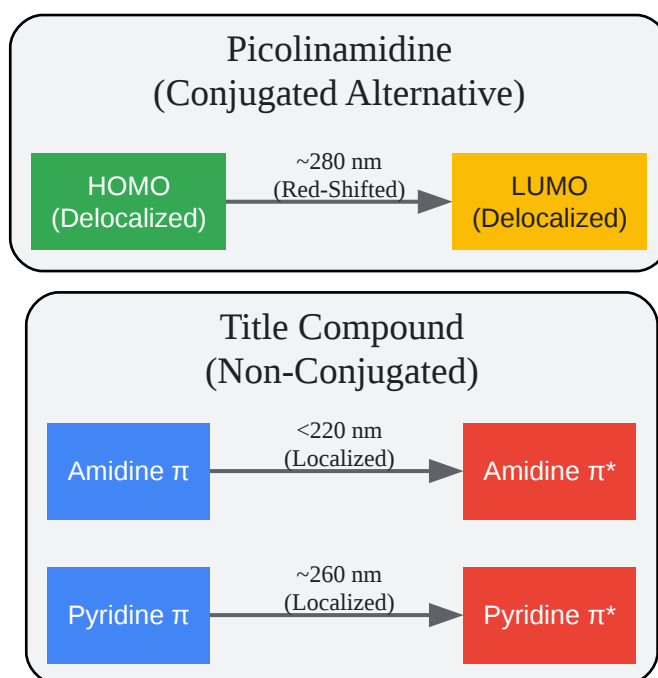 Picolinamidine
(Conjugated Alternative)
HOMO
(Delocalized)
~280 nm
(Red-Shifted)
LUMO
(Delocalized)
Title Compound
(Non-Conjugated)
Amidine π
<220 nm
(Localized)
Amidine π*
Pyridine π
~260 nm
(Localized)
Pyridine π*